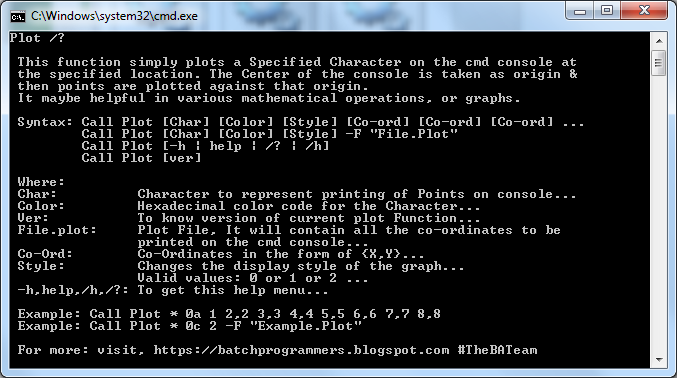 C:\Windows\system32\cmd.exe
C:\.
Plot /?
This function simply plots a Specified Character on the cmd console at
the specified location. The Center of the console is taken as origin &
then points are plotted against that origin.
It maybe helpful in various mathematical operations, or graphs.
Syntax: Call Plot [Char] [Color] [Style] [Co-ord] [Co-ord] [Co-ord] ...
Call Plot [Char] [Color] [Style] -F "File.Plot"
Call Plot [-h ¦ help ¦ /? ¦ /h]
Call Plot [ver]
Where:
Char: Character to represent printing of Points on console...
Color: Hexadecimal color code for the Character...
Ver: To know version of current plot Function...
File.plot: Plot File, It will contain all the co-ordinates to be
printed on the cmd console...
Co-Ord: Co-Ordinates in the form of {X,Y}...
Style: Changes the display style of the graph...
Valid values: 0 or 1 or 2 ...
-h,help,/h,/?: To get this help menu...
Example: Call Plot * 0a 1 2,2 3,3 4,4 5,5 6,6 7,7 8,8
Example: Call Plot * 0c 2 -F "Example.Plot"
For more: visit, https://batchprogrammers.blogspot.com #TheBATeam